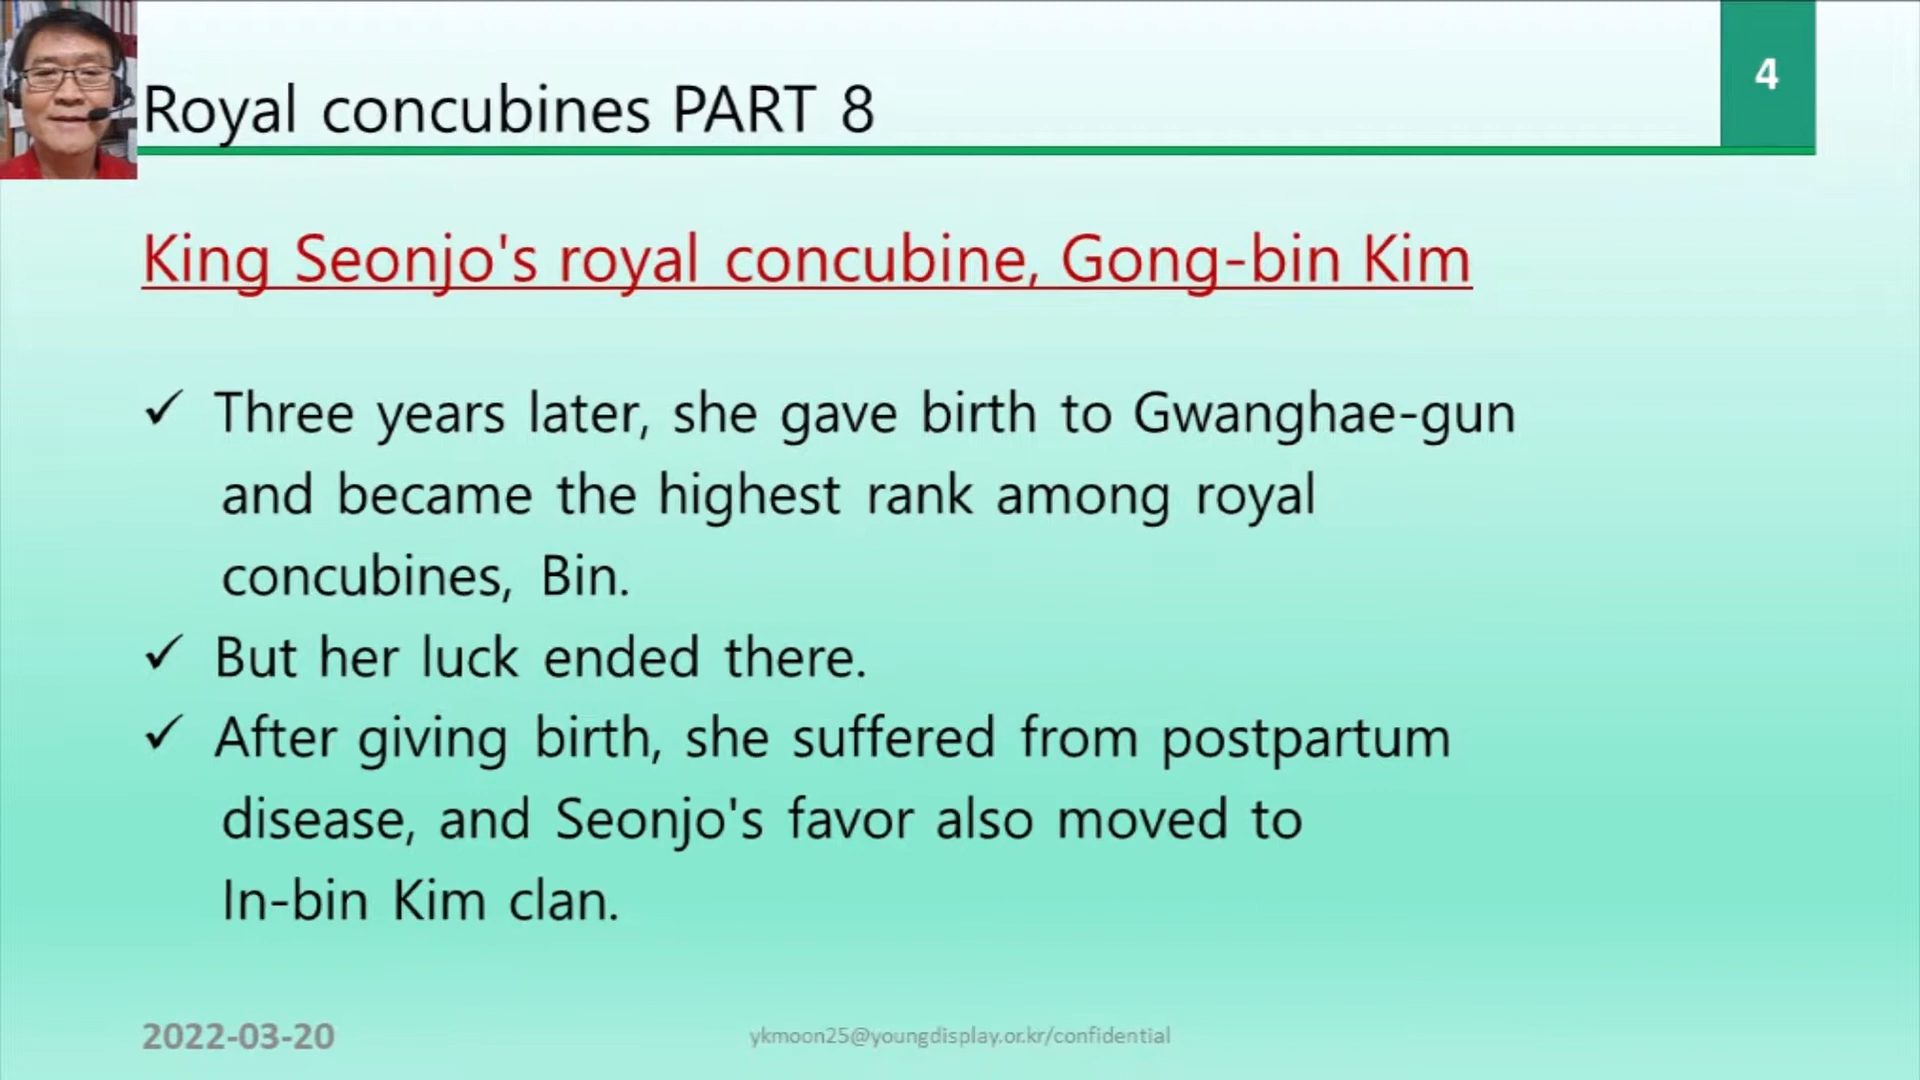 4
Royal concubines PART 8
King Seonjo's royal concubine, Gong-bin Kim
✓ Three years later, she gave birth to Gwanghae-gun
and became the highest rank among royal
concubines, Bin.
✓ But her luck ended there.
✓ After giving birth, she suffered from postpartum
disease, and Seonjo's favor also moved to
In-bin Kim clan.
2022-03-20
ykmoon25@youngdisplay.or.kr/confidential